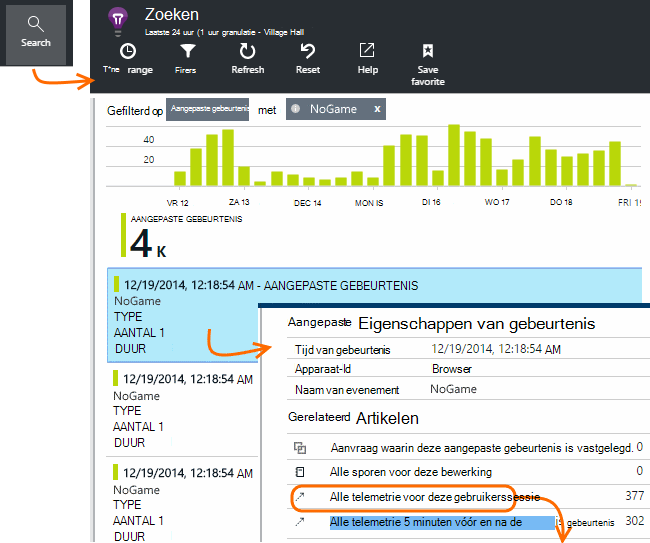 Search
Zoeken
Laatste 24 uur (1 uur granulatie - Village Hall
T*ne range
Firers
Refresh
Reset
Help
Save favorite
Gefilterd op Aangepaste gebeurtenis met NoGame x
40
20
VR 12 ZA 13 DEC 14 MON IS DI 16 WO 17 DO 18 FRI 19
AANGEPASTE GEBEURTENIS
4 K
12/19/2014, 12:18:54 AM - AANGEPASTE GEBEURTENIS
NoGame
TYPE
AANTAL 1
DUUR
12/19/2014, 12:18:54 AM
NoGame
TYPE
AANTAL 1
DUUR
12/19/2014, 12:18:54 AM
NoGame
TYPE
AANTAL 1
DUUR
Aangepaste Eigenschappen van gebeurtenis
Tijd van gebeurtenis 12/19/2014, 12:18:54 AM
Apparaat-Id Browser
Naam van evenement NoGame
Gerelateerd Artikelen
Aanvraag waarin deze aangepaste gebeurtenis is vastgelegd. 0
Alle sporen voor deze bewerking 0
Alle telemetrie voor deze gebruikerssessie 377
Alle telemetrie 5 minuten vóór en na de gebeurtenis 302